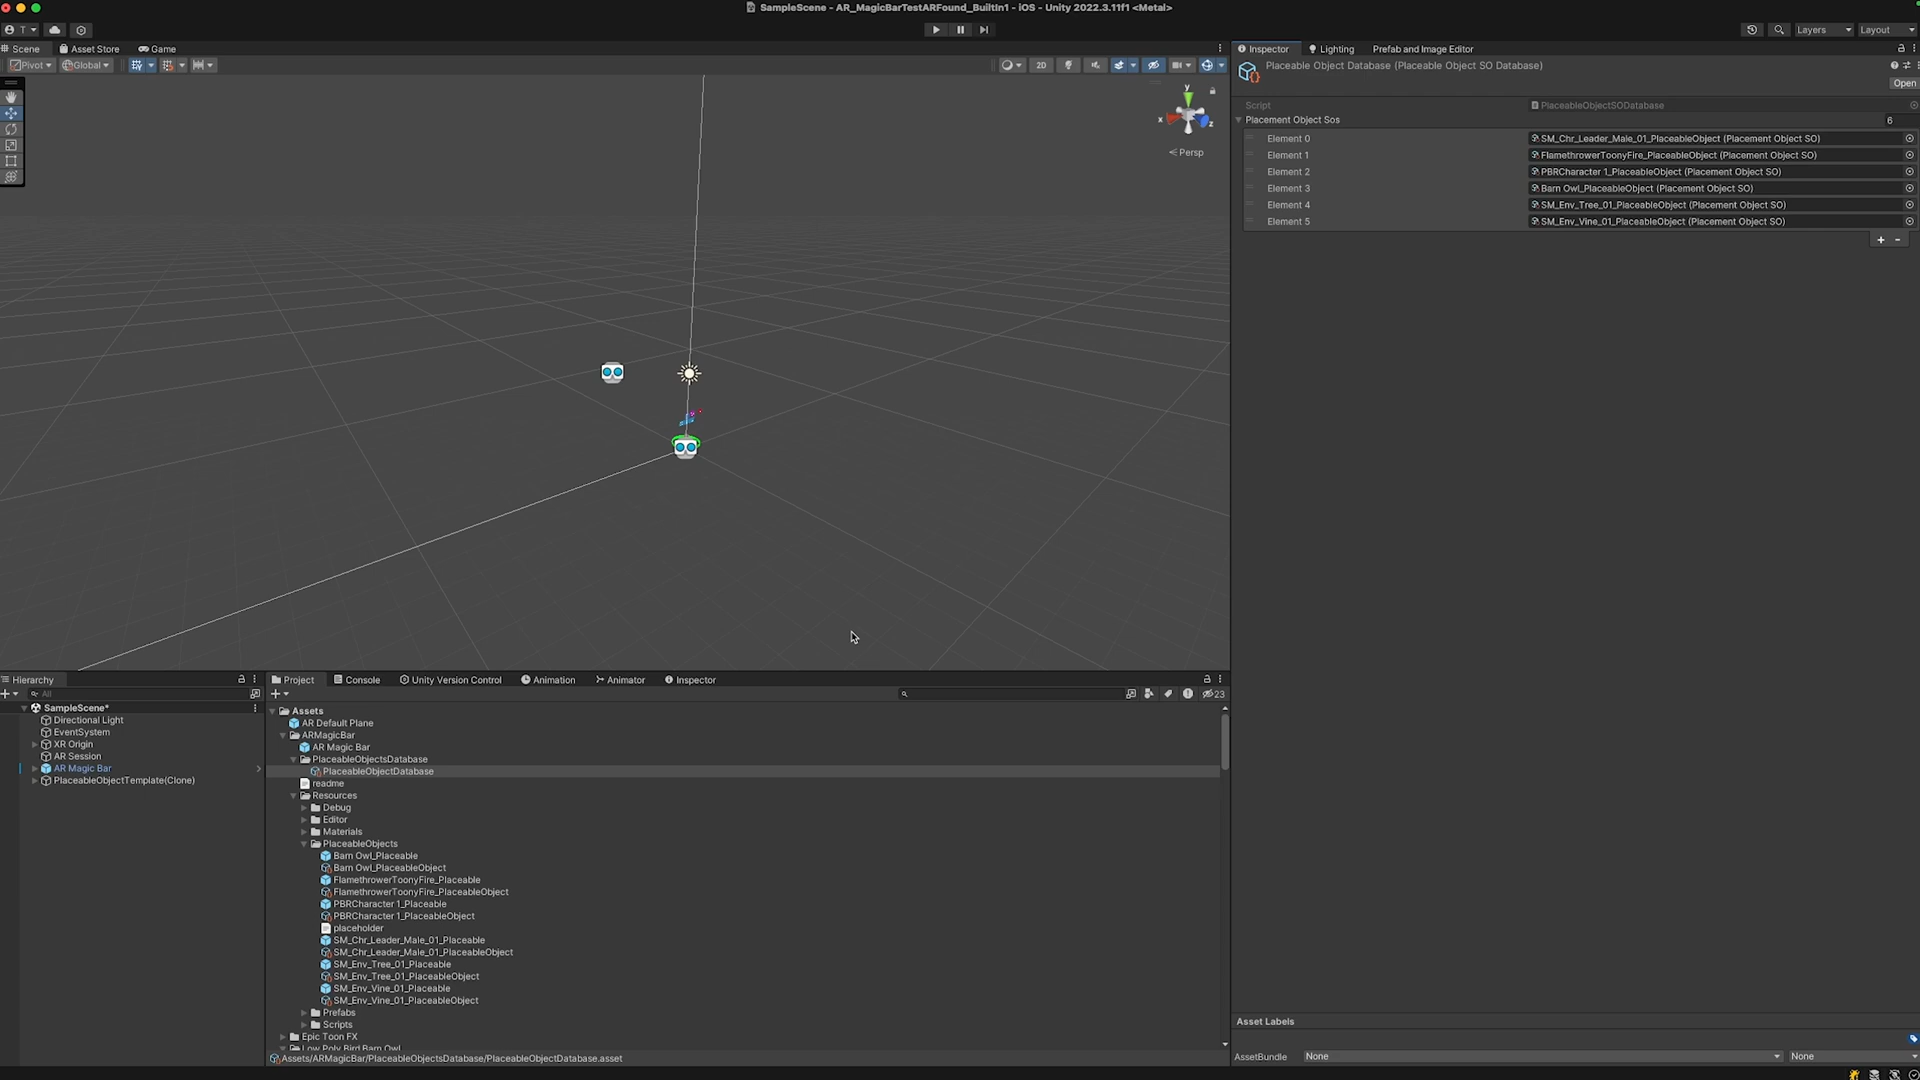 SampleScene - AR_MagicBarTestARFound_BuiltIn1 - iOS - Unity 2022.3.11f1 <Metal>
T
Layers
Layout
Scene
Asset Store
Game
Pivot
Global
2D
y
x
z
Persp
Inspector
Lighting
Prefab and Image Editor
Placeable Object Database (Placeable Object SO Database)
Open
Script
PlaceableObjectSODatabase
Placement Object Sos
6
Element 0
SM_Chr_Leader_Male_01_PlaceableObject (Placement Object SO)
Element 1
FlamethrowerToonyFire_PlaceableObject (Placement Object SO)
Element 2
PBRCharacter 1_PlaceableObject (Placement Object SO)
Element 3
Barn Owl_PlaceableObject (Placement Object SO)
Element 4
SM_Env_Tree_01_PlaceableObject (Placement Object SO)
Element 5
SM_Env_Vine_01_PlaceableObject (Placement Object SO)
+ -
Hierarchy
All
SampleScene*
Directional Light
EventSystem
XR Origin
AR Session
AR Magic Bar
PlaceableObjectTemplate(Clone)
Project
Console
Unity Version Control
Animation
Animator
Inspector
23
Assets
AR Default Plane
ARMagicBar
AR Magic Bar
PlaceableObjectsDatabase
PlaceableObjectDatabase
readme
Resources
Debug
Editor
Materials
PlaceableObjects
Barn Owl_Placeable
Barn Owl_PlaceableObject
FlamethrowerToonyFire_Placeable
FlamethrowerToonyFire_PlaceableObject
PBRCharacter 1_Placeable
PBRCharacter 1_PlaceableObject
placeholder
SM_Chr_Leader_Male_01_Placeable
SM_Chr_Leader_Male_01_PlaceableObject
SM_Env_Tree_01_Placeable
SM_Env_Tree_01_PlaceableObject
SM_Env_Vine_01_Placeable
SM_Env_Vine_01_PlaceableObject
Prefabs
Scripts
Epic Toon FX
Low Poly Bird Barn Owl
Assets/ARMagicBar/PlaceableObjectsDatabase/PlaceableObjectDatabase.asset
Asset Labels
AssetBundle
None
None